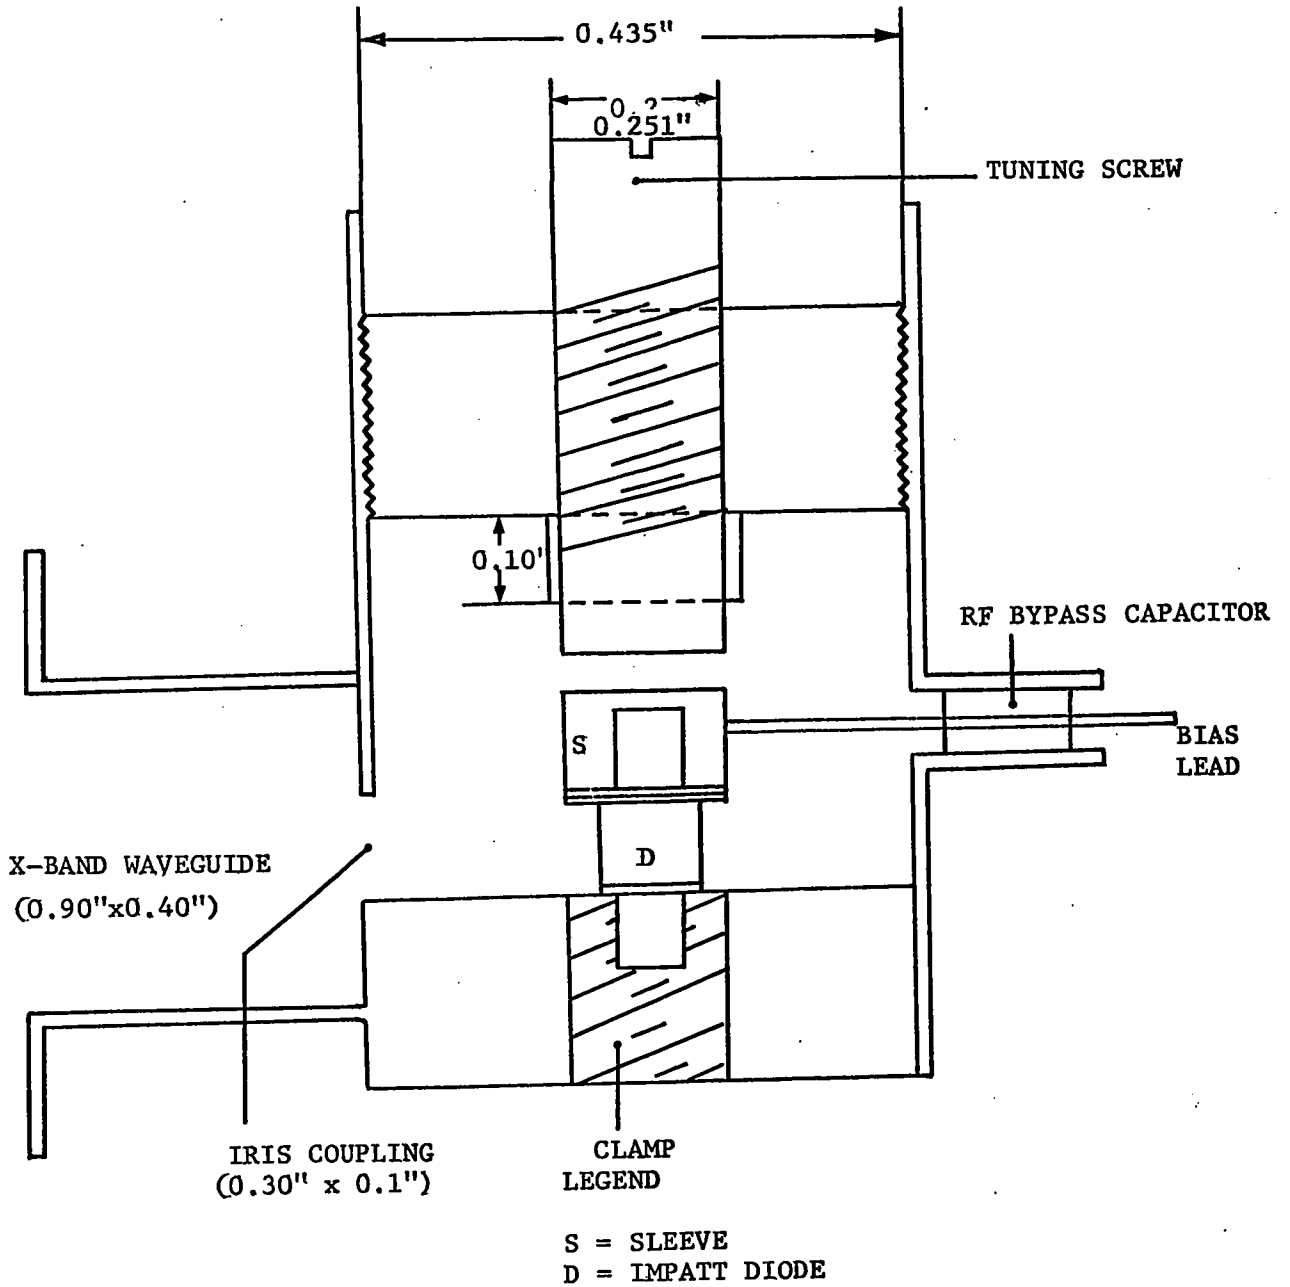 0.435"
0.251"
TUNING SCREW
0.10'
RF BYPASS CAPACITOR
S
BIAS
LEAD
D
X-BAND WAVEGUIDE
(0.90"x0.40")
IRIS COUPLING
(0.30" x 0.1")
CLAMP
LEGEND
S = SLEEVE
D = IMPATT DIODE